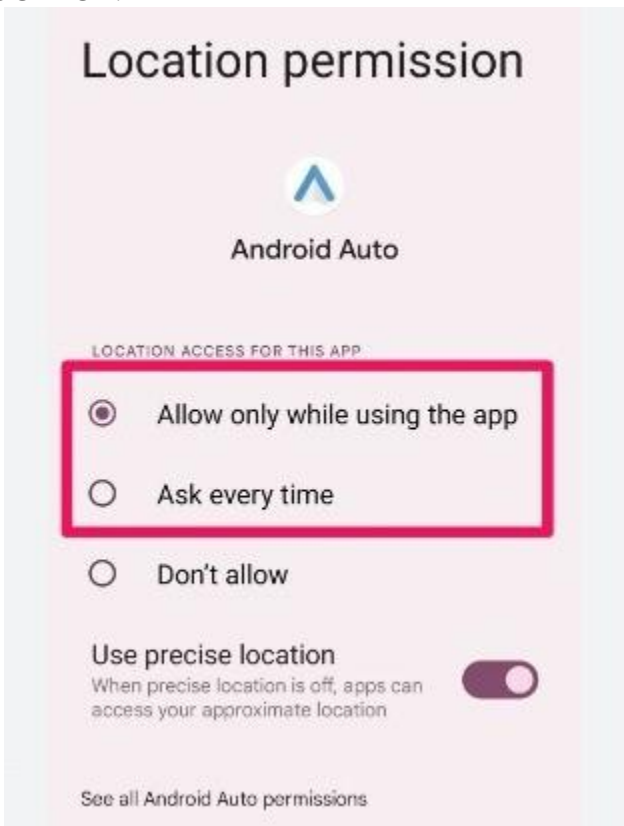 Location permission
Android Auto
LOCATION ACCESS FOR THIS APP
Allow only while using the app
Ask every time
Don't allow
Use precise location
When precise location is off, apps can
access your approximate location
See all Android Auto permissions